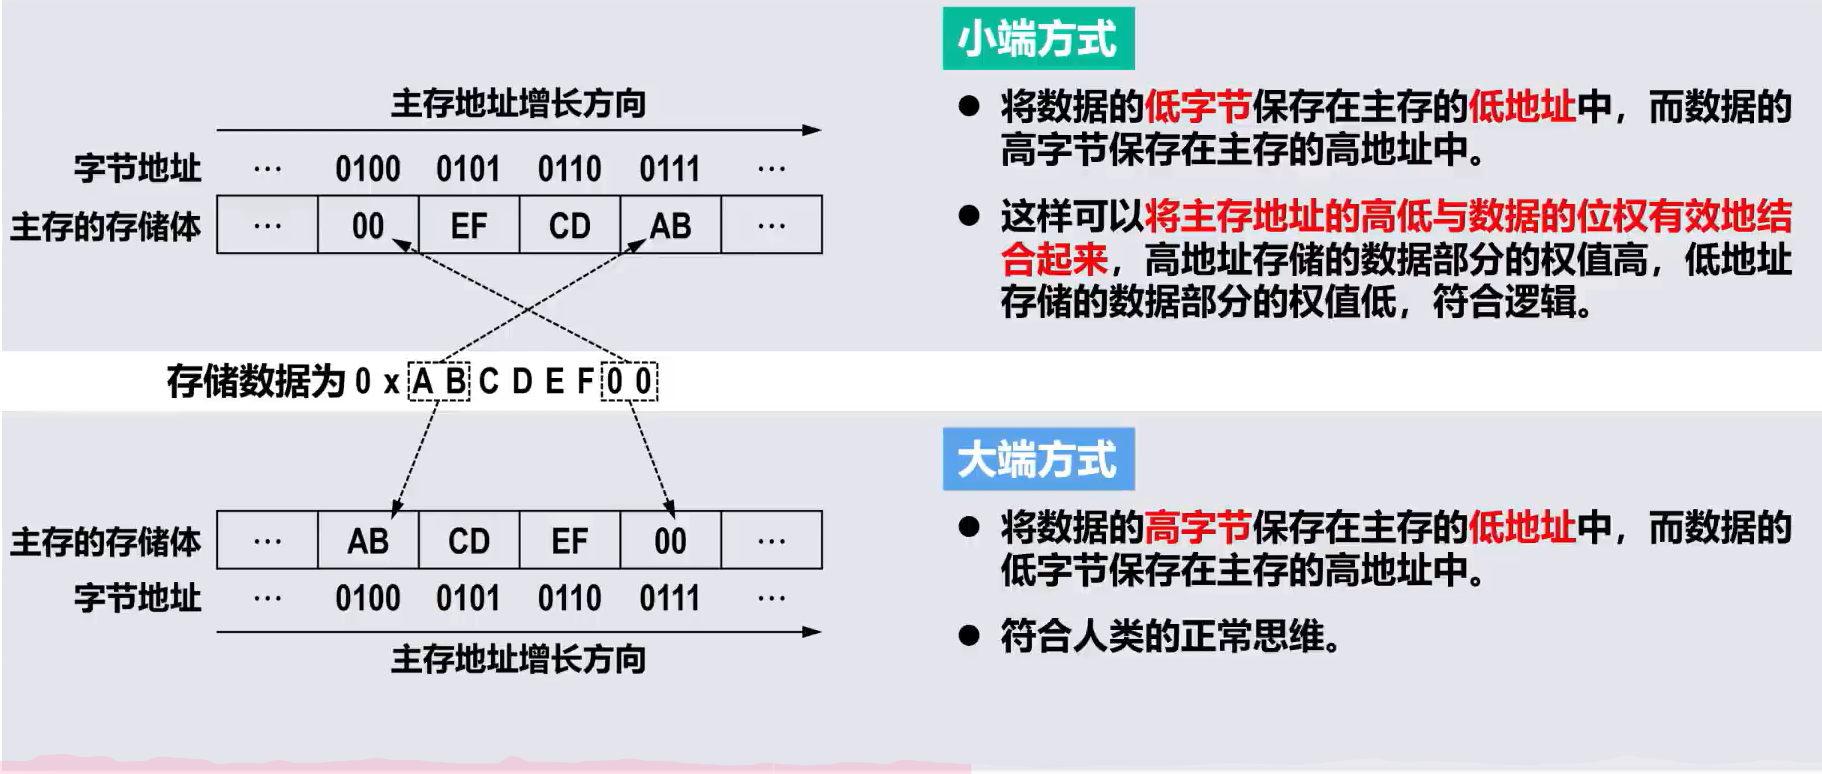 小端方式
主存地址增长方向
字节地址 … 0100 0101 0110 0111 …
主存的存储体 … 00 EF CD AB …
● 将数据的低字节保存在主存的低地址中，而数据的
高字节保存在主存的高地址中。
● 这样可以将主存地址的高低与数据的位权有效地结
合起来，高地址存储的数据部分的权值高，低地址
存储的数据部分的权值低，符合逻辑。
存储数据为 0 x A B C D E F 0 0
大端方式
主存的存储体 … AB CD EF 00 …
字节地址 … 0100 0101 0110 0111 …
主存地址增长方向
● 将数据的高字节保存在主存的低地址中，而数据的
低字节保存在主存的高地址中。
● 符合人类的正常思维。